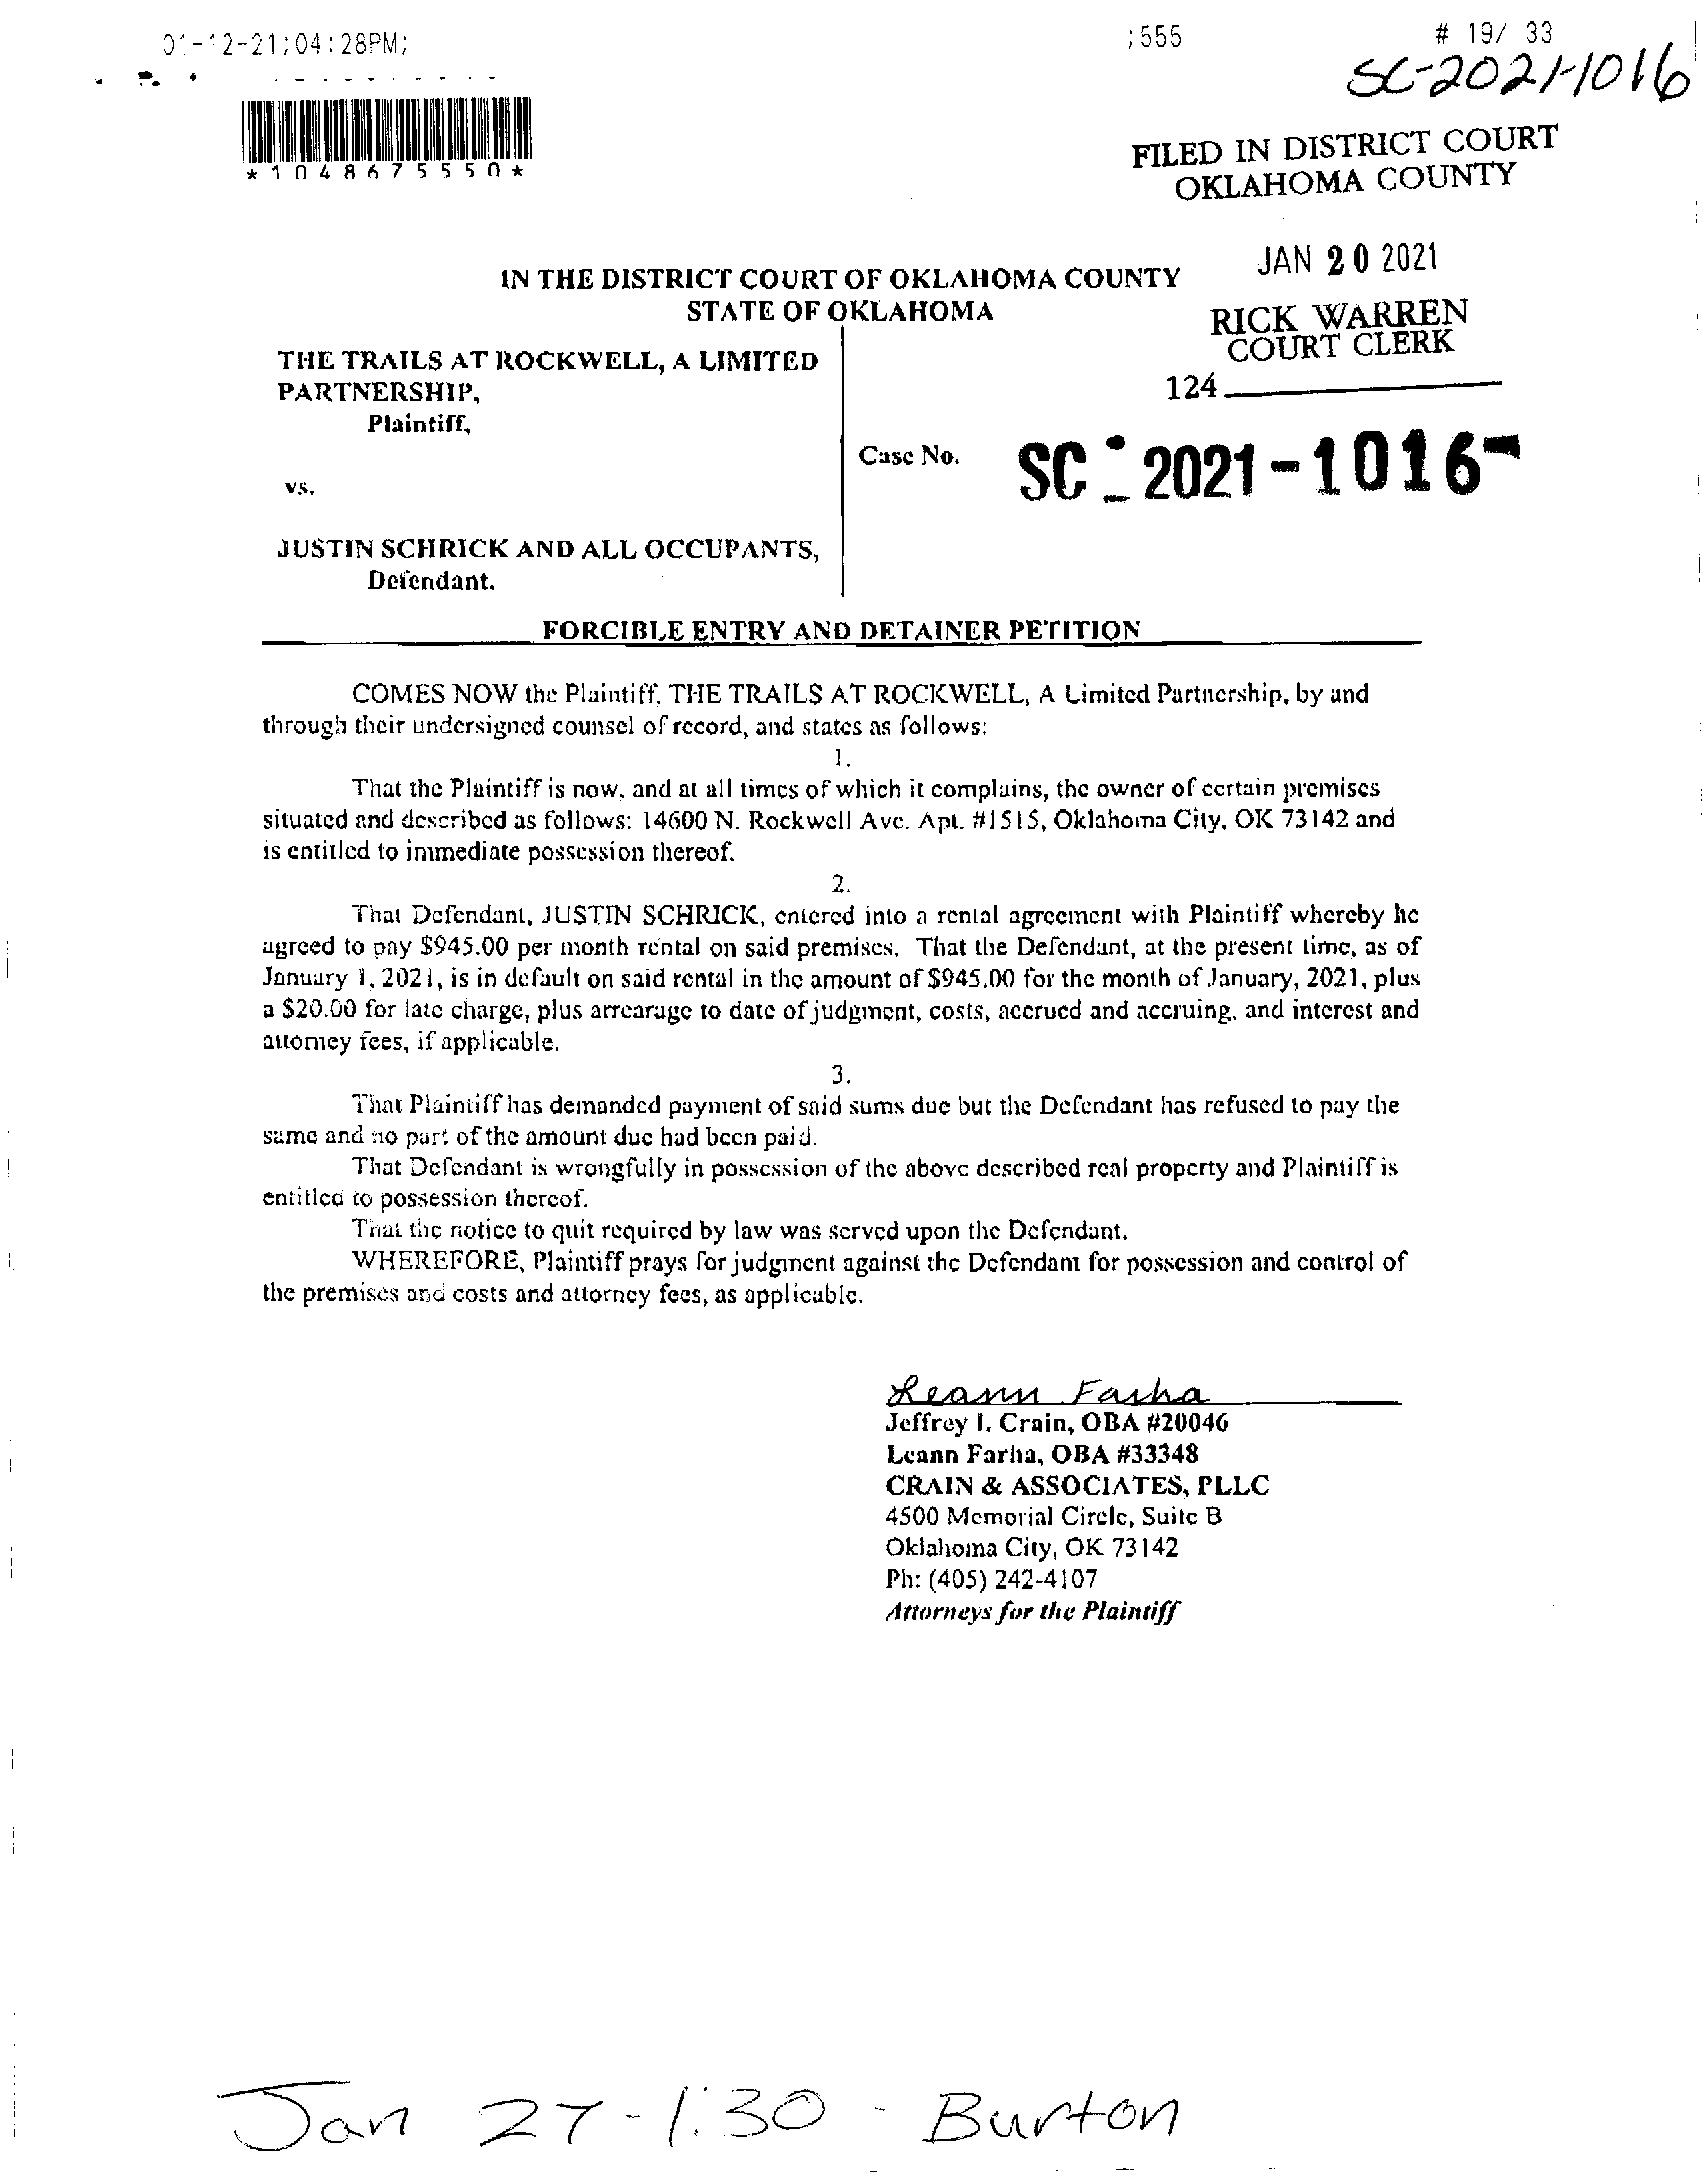 01-12-21;04:28PM; ;555 # 19/ 33
SC-2021-1016
*1048675550*
FILED IN DISTRICT COURT
OKLAHOMA COUNTY
JAN 20 2021
RICK WARREN
COURT CLERK
124
IN THE DISTRICT COURT OF OKLAHOMA COUNTY
STATE OF OKLAHOMA
THE TRAILS AT ROCKWELL, A LIMITED
PARTNERSHIP,
Plaintiff,
vs.
JUSTIN SCHRICK AND ALL OCCUPANTS,
Defendant.
Case No. SC - 2021-1016-
FORCIBLE ENTRY AND DETAINER PETITION
COMES NOW the Plaintiff, THE TRAILS AT ROCKWELL, A Limited Partnership, by and
through their undersigned counsel of record, and states as follows:
1.
That the Plaintiff is now, and at all times of which it complains, the owner of certain premises
situated and described as follows: 14600 N. Rockwell Ave. Apt. #1515, Oklahoma City, OK 73142 and
is entitled to immediate possession thereof.
2.
That Defendant, JUSTIN SCHRICK, entered into a rental agreement with Plaintiff whereby he
agreed to pay $945.00 per month rental on said premises. That the Defendant, at the present time, as of
January 1, 2021, is in default on said rental in the amount of $945.00 for the month of January, 2021, plus
a $20.00 for late charge, plus arrearage to date of judgment, costs, accrued and accruing, and interest and
attorney fees, if applicable.
3.
That Plaintiff has demanded payment of said sums due but the Defendant has refused to pay the
same and no part of the amount due had been paid.
That Defendant is wrongfully in possession of the above described real property and Plaintiff is
entitled to possession thereof.
That the notice to quit required by law was served upon the Defendant.
WHEREFORE, Plaintiff prays for judgment against the Defendant for possession and control of
the premises and costs and attorney fees, as applicable.
Leann Farha
Jeffrey I. Crain, OBA #20046
Leann Farha, OBA #33348
CRAIN & ASSOCIATES, PLLC
4500 Memorial Circle, Suite B
Oklahoma City, OK 73142
Ph: (405) 242-4107
Attorneys for the Plaintiff
Jan 27 - 1:30 - Burton